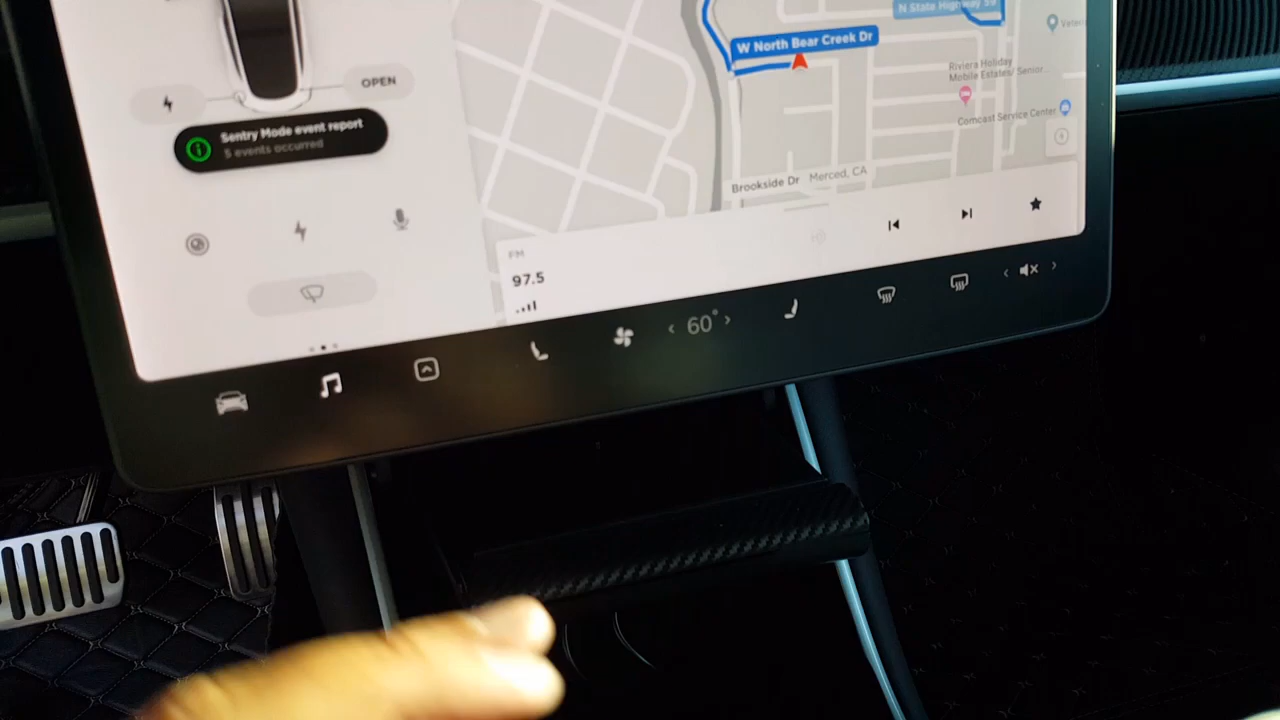 N State Highway 59
W North Bear Creek Dr
Riviera Holiday
Mobile Estates/ Senior...
Comcast Service Center
OPEN
Sentry Mode event report
5 events occurred
Brookside Dr
Merced, CA
FM
97.5
60°